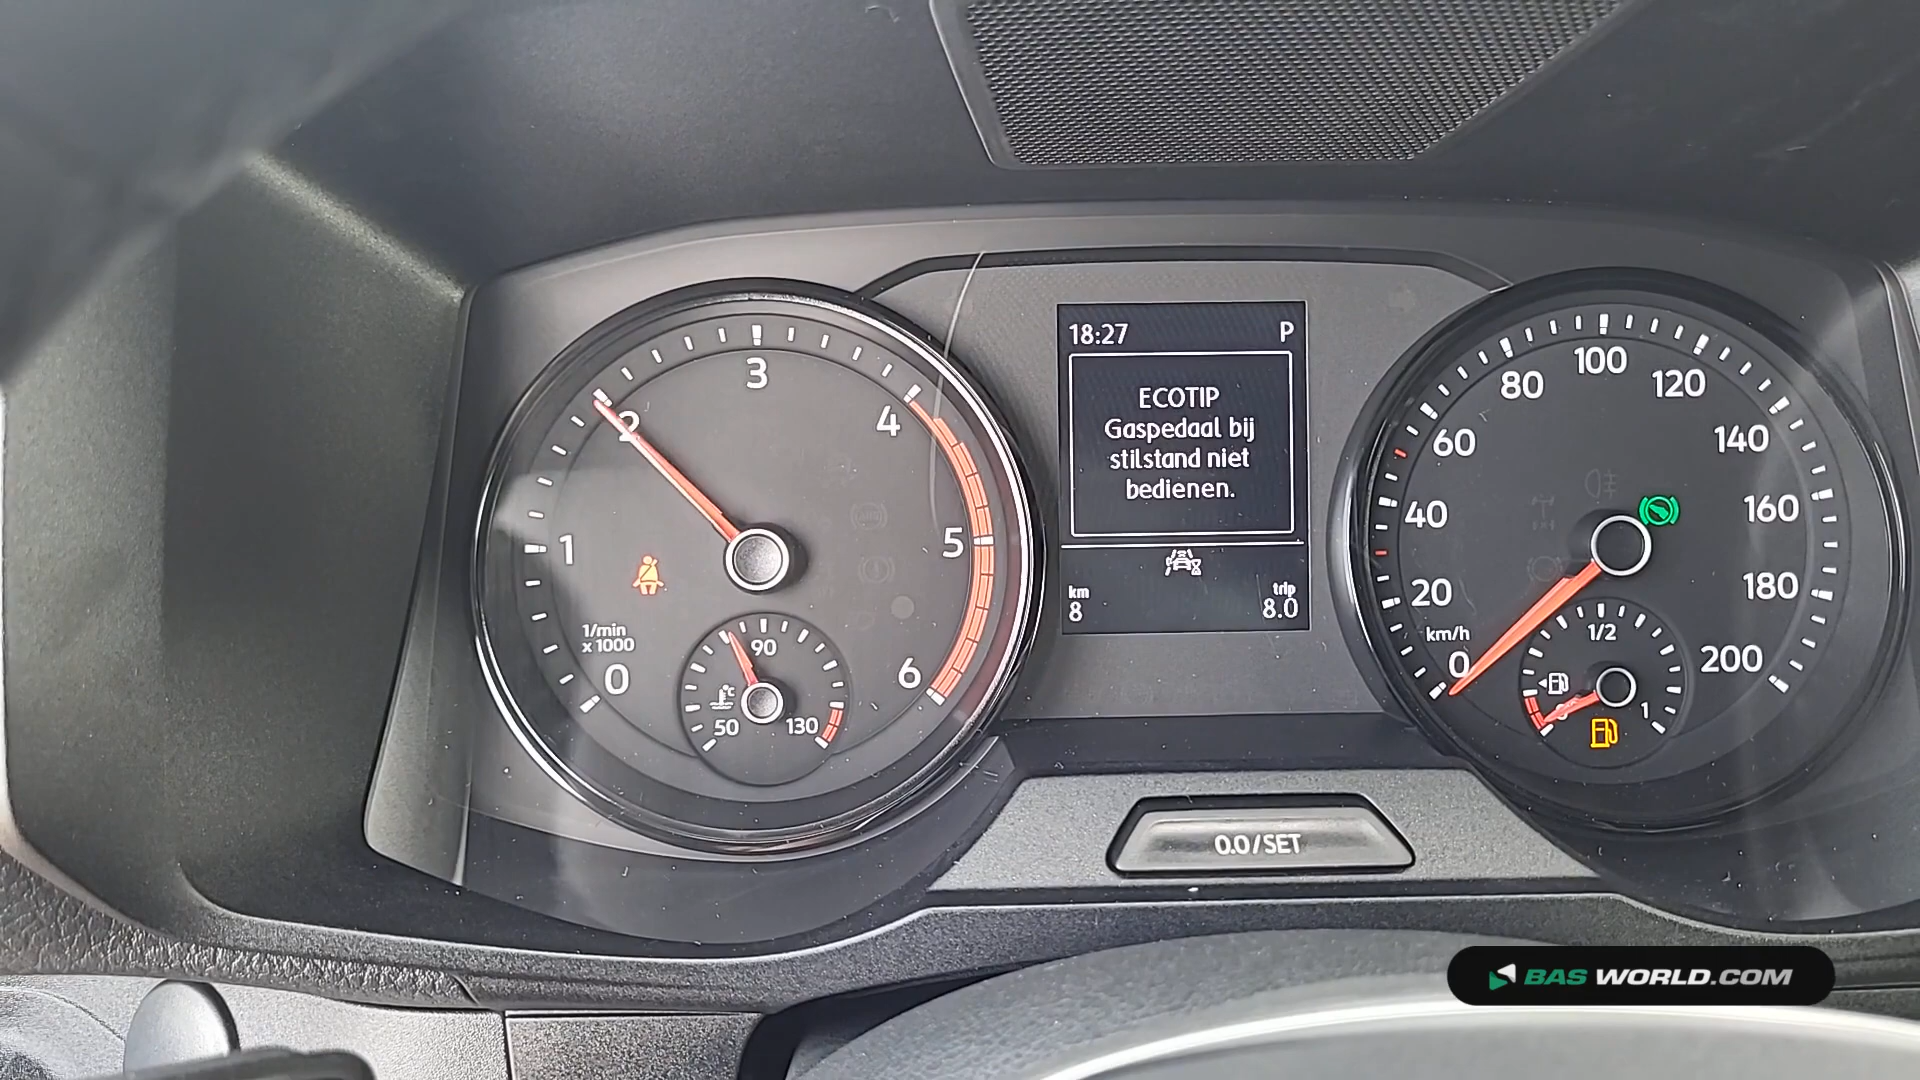 18:27 P
ECOTIP
Gaspedaal bij
stilstand niet
bedienen.
km trip
8 8.0
0 1 2 3 4 5 6
1/min
x 1000
50 90 130
°C
0 20 40 60 80 100 120 140 160 180 200
km/h
1/2
1
0.0/SET
BAS WORLD.COM